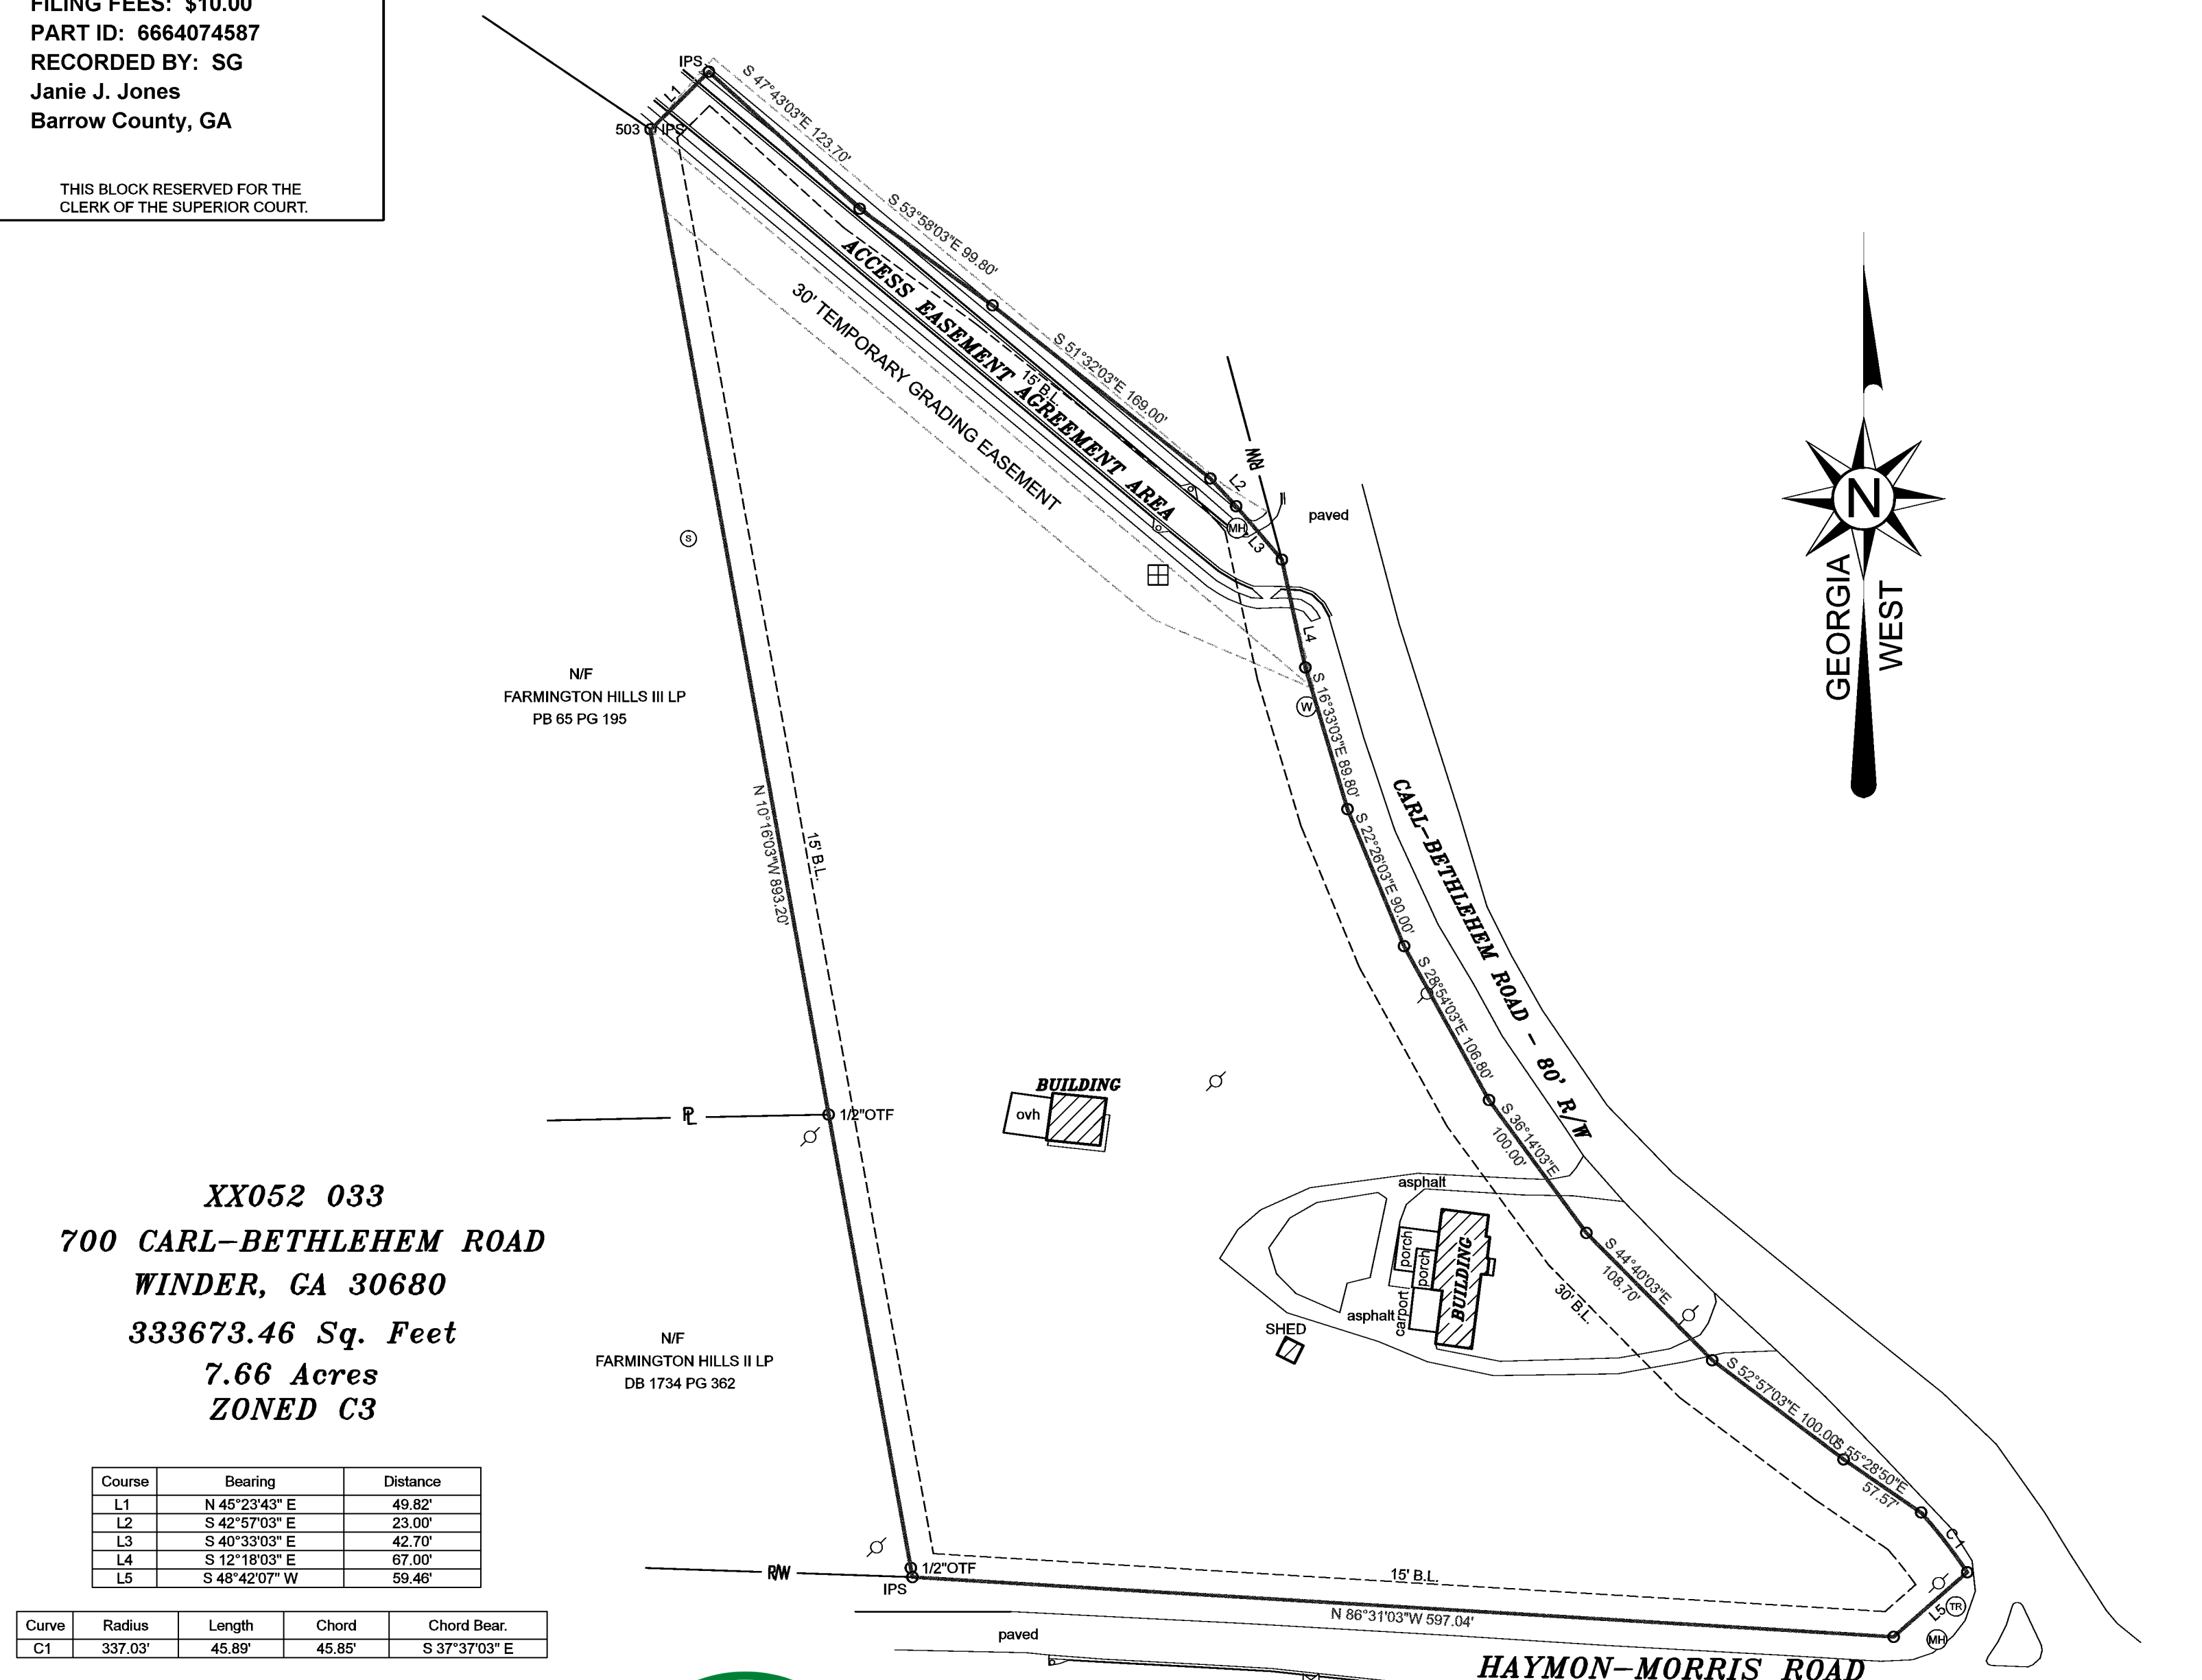 FILING FEES: $10.00
PART ID: 6664074587
RECORDED BY: SG
Janie J. Jones
Barrow County, GA
THIS BLOCK RESERVED FOR THE
CLERK OF THE SUPERIOR COURT.
IPS
L1
503
IPS
S 47°43'03"E 123.70'
S 53°58'03"E 99.80'
ACCESS EASEMENT AGREEMENT AREA
30' TEMPORARY GRADING EASEMENT
15' B.L.
S 51°32'03"E 169.00'
R/W
L2
MH
L3
paved
S
L4
N
GEORGIA
WEST
N/F
FARMINGTON HILLS III LP
PB 65 PG 195
W
S 16°33'03"E 89.80'
N 10°16'03"W 893.20'
15' B.L.
S 22°26'03"E 90.00'
CARL-BETHLEHEM ROAD - 80' R/W
S 28°54'03"E 106.80'
PL
1/2"OTF
BUILDING
ovh
S 36°14'03"E
100.00'
asphalt
porch
porch
BUILDING
carport
asphalt
SHED
S 44°40'03"E
108.70'
30' B.L.
XX052 033
700 CARL-BETHLEHEM ROAD
WINDER, GA 30680
333673.46 Sq. Feet
7.66 Acres
ZONED C3
N/F
FARMINGTON HILLS II LP
DB 1734 PG 362
S 52°57'03"E 100.00'
S 55°28'50"E
57.57'
C1
Course Bearing Distance
L1 N 45°23'43" E 49.82'
L2 S 42°57'03" E 23.00'
L3 S 40°33'03" E 42.70'
L4 S 12°18'03" E 67.00'
L5 S 48°42'07" W 59.46'
R/W
1/2"OTF
IPS
15' B.L.
N 86°31'03"W 597.04'
L5
TR
MH
Curve Radius Length Chord Chord Bear.
C1 337.03' 45.89' 45.85' S 37°37'03" E
paved
HAYMON-MORRIS ROAD